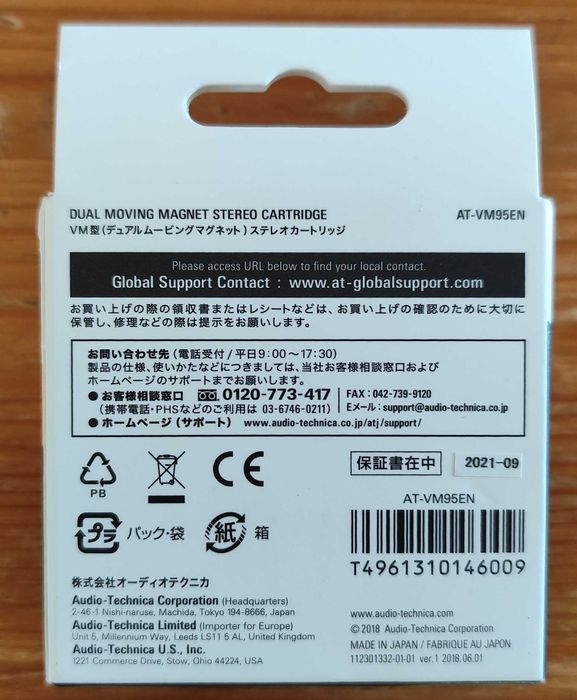 DUAL MOVING MAGNET STEREO CARTRIDGE AT-VM95EN
VM型(デュアルムービングマグネット)ステレオカートリッジ
Please access URL below to find your local contact.
Global Support Contact : www.at-globalsupport.com
お買い上げの際の領収書またはレシートなどは、お買い上げの確認のために大切に
保管し、修理などの際は提示をお願いします。
お問い合わせ先(電話受付/平日9:00〜17:30)
製品の仕様、使いかたなどにつきましては、当社お客様相談窓口および
ホームページのサポートまでお願いします。
●お客様相談窓口 0120-773-417
(携帯電話・PHSなどのご利用は 03-6746-0211)
FAX:042-739-9120
Eメール:support@audio-technica.co.jp
●ホームページ(サポート) www.audio-technica.co.jp/atj/support/
PB
CE
保証書在中 2021-09
プラ パック・袋
紙 箱
AT-VM95EN
T4961310146009
株式会社オーディオテクニカ
Audio-Technica Corporation (Headquarters)
2-46-1 Nishi-naruse, Machida, Tokyo 194-8666, Japan
Audio-Technica Limited (Importer for Europe)
Unit 5, Millennium Way, Leeds LS11 5 AL, United Kingdom
Audio-Technica U.S., Inc.
1221 Commerce Drive, Stow, Ohio 44224, USA
www.audio-technica.com
©2018 Audio-Technica Corporation
MADE IN JAPAN / FABRIQUÉ AU JAPON
112301332-01-01 ver.1 2018.06.01